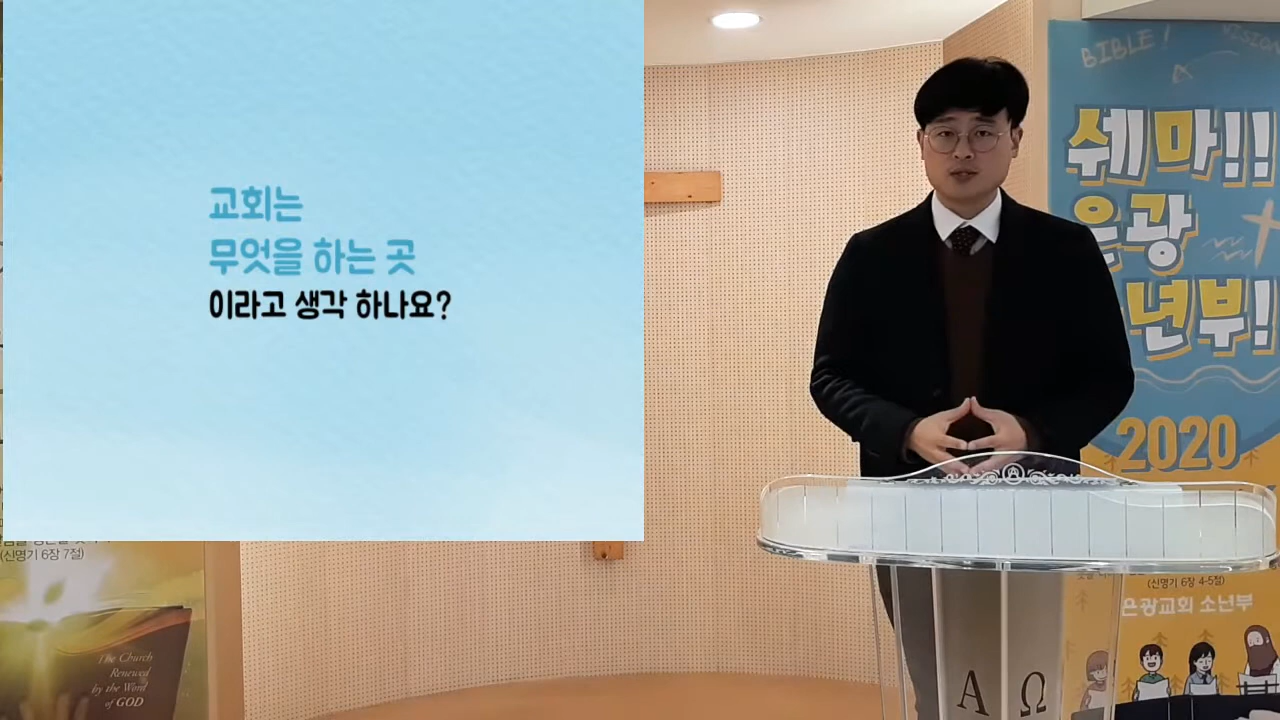 교회는
무엇을 하는 곳
이라고 생각 하나요?
BIBLE!
쉐마!!
은광
년부!
2020
(신명기 6장 7절)
The Church
Renewed
by the Word
of GOD
(신명기 6장 4-5절)
은광교회 소년부
Α Ω